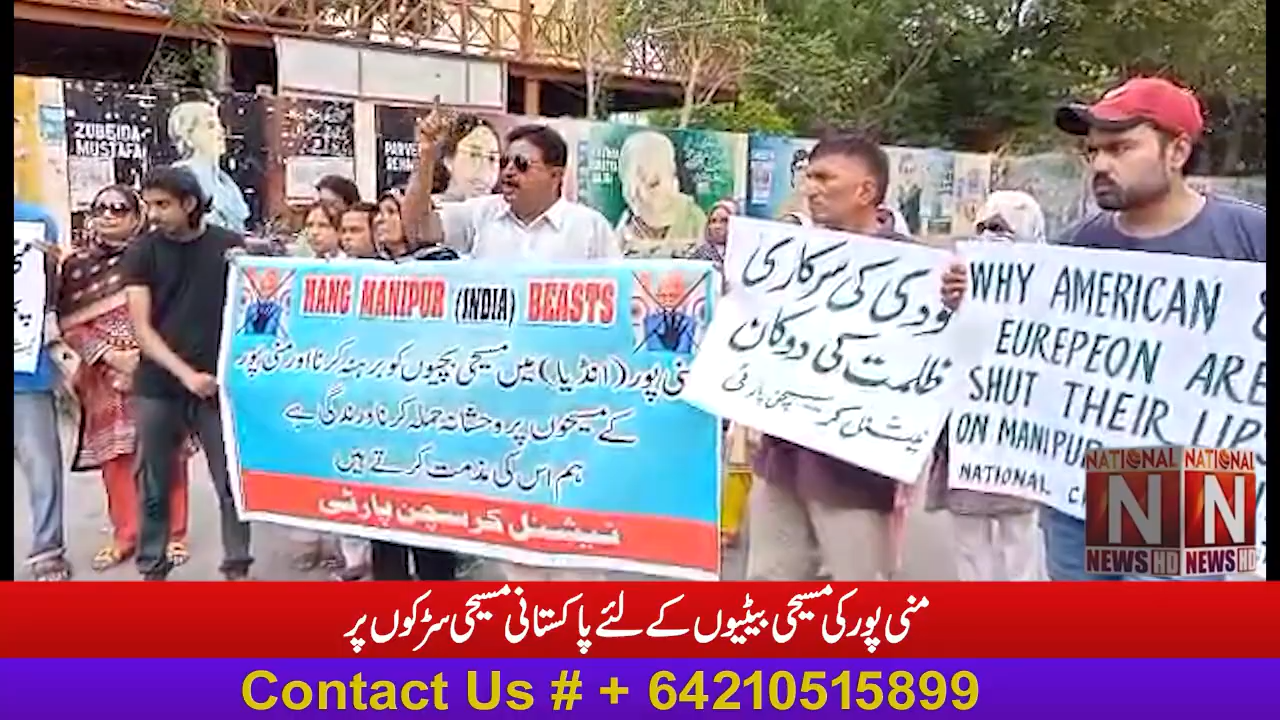 ZUBEIDA
MUSTAFA
HANG MANIPUR (INDIA) BEASTS
منی پور (انڈیا) میں مسیحی بچیوں کو برہنہ کرنا اور منی پور
کے مسیحوں پر وحشانہ حملہ کرنا درندگی ہے
ہم اس کی مذمت کرتے ہیں
نیشنل کرسچن پارٹی
مودی کی سرکاری
ظلمت کی دوکان
نیشنل کرسچن پارٹی
WHY AMERICAN &
EUREPEON ARE
SHUT THEIR LIPS
ON MANIPUR
NATIONAL C
NATIONAL
N
NEWS HD
NATIONAL
N
NEWS HD
منی پور کی مسیحی بیٹیوں کے لئے پاکستانی مسیحی سڑکوں پر
Contact Us # + 64210515899